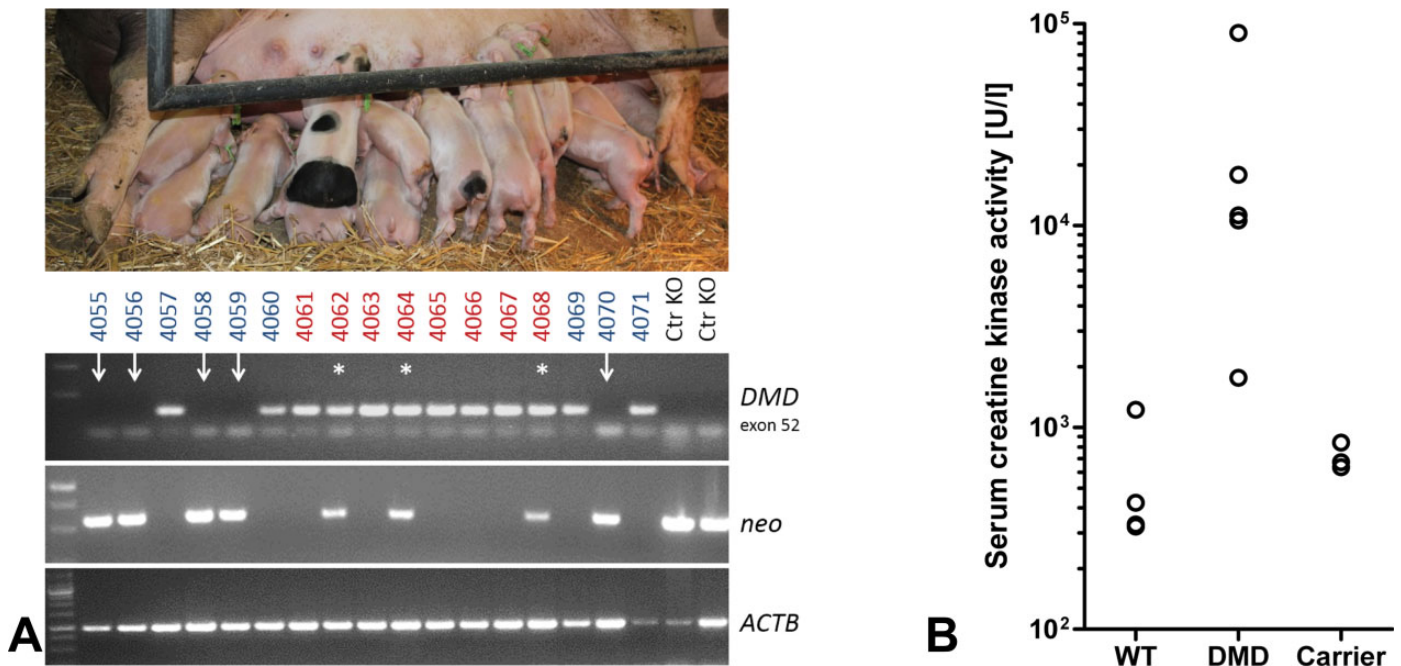 4055 4056 4057 4058 4059 4060 4061 4062 4063 4064 4065 4066 4067 4068 4069 4070 4071 Ctr KO Ctr KO
* * *
DMD
exon 52
neo
ACTB
A
Serum creatine kinase activity [U/l]
10⁵
10⁴
10³
10²
WT DMD Carrier
B